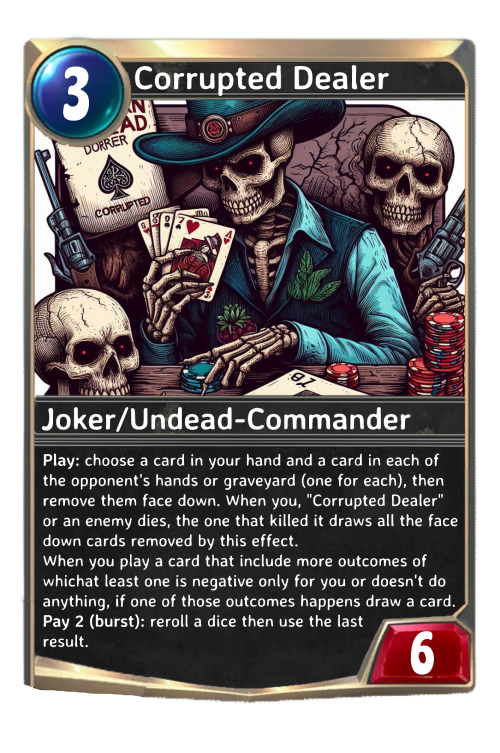 3
Corrupted Dealer
DORRER
CORRUPTED
Joker/Undead-Commander
Play: choose a card in your hand and a card in each of
the opponent's hands or graveyard (one for each), then
remove them face down. When you, "Corrupted Dealer"
or an enemy dies, the one that killed it draws all the face
down cards removed by this effect.
When you play a card that include more outcomes of
whichat least one is negative only for you or doesn't do
anything, if one of those outcomes happens draw a card.
Pay 2 (burst): reroll a dice then use the last
result.
6